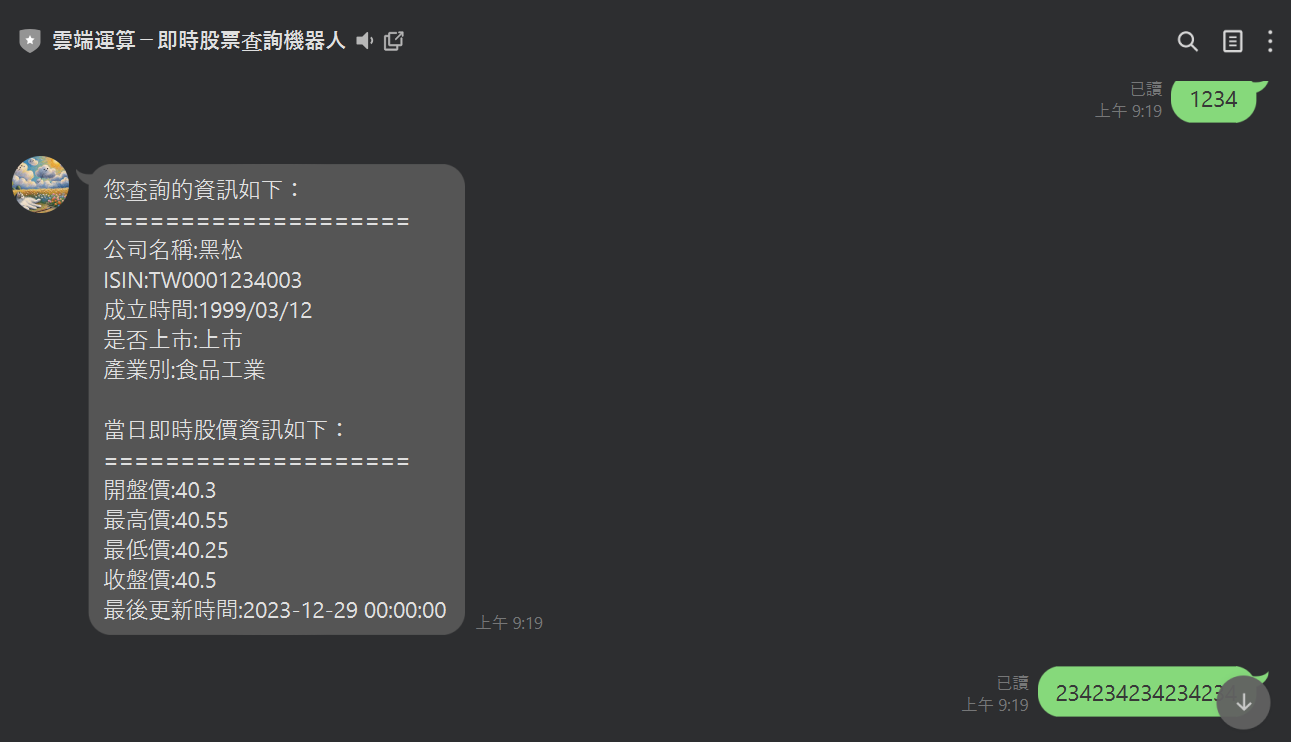 雲端運算－即時股票查詢機器人
已讀
上午 9:19
1234
您查詢的資訊如下：
====================
公司名稱:黑松
ISIN:TW0001234003
成立時間:1999/03/12
是否上市:上市
產業別:食品工業
當日即時股價資訊如下：
====================
開盤價:40.3
最高價:40.55
最低價:40.25
收盤價:40.5
最後更新時間:2023-12-29 00:00:00
上午 9:19
已讀
上午 9:19
234234234234234